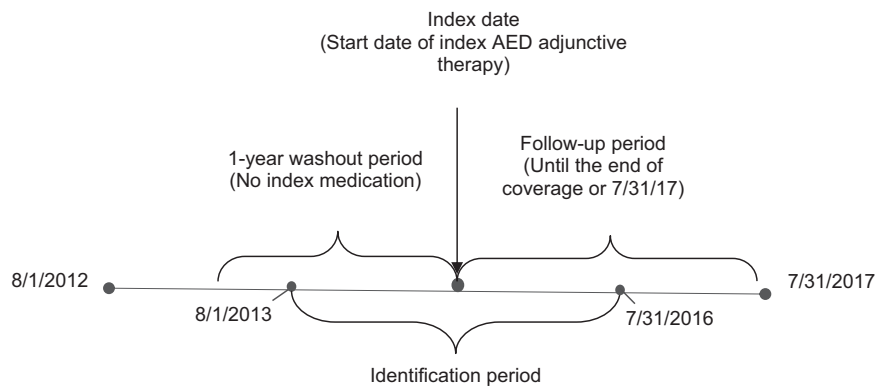 Index date
(Start date of index AED adjunctive
therapy)
1-year washout period
(No index medication)
Follow-up period
(Until the end of
coverage or 7/31/17)
8/1/2012
7/31/2017
8/1/2013
7/31/2016
Identification period